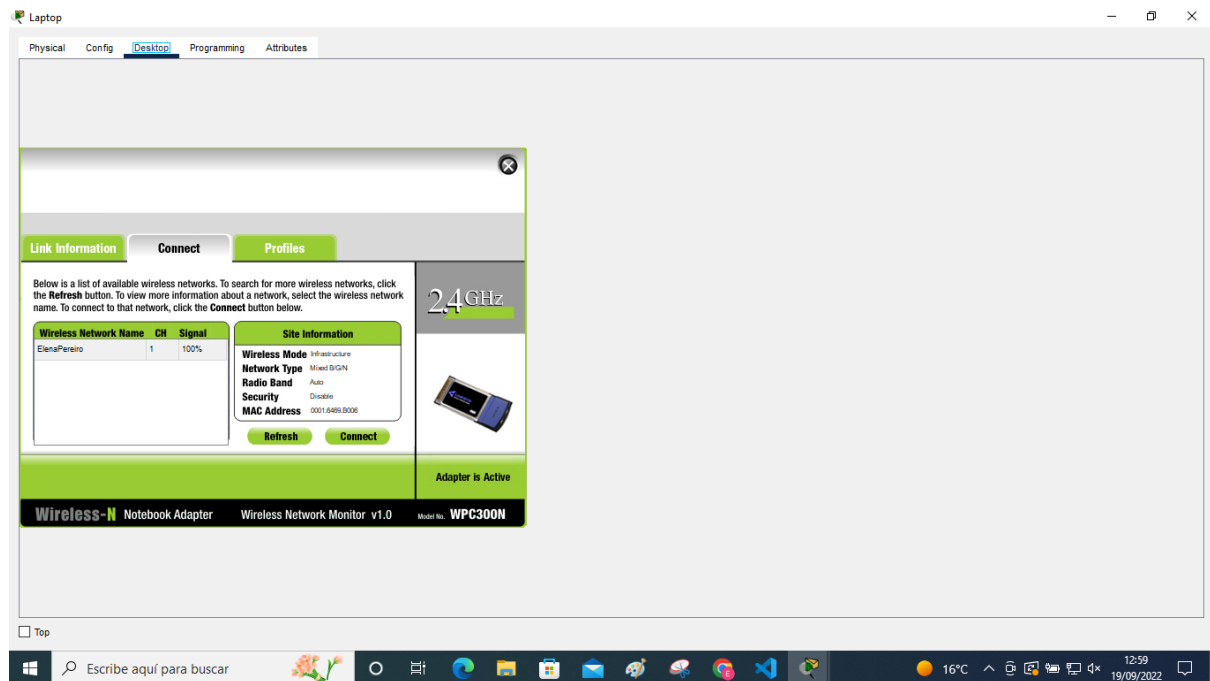 Laptop
Physical Config Desktop Programming Attributes
Link Information Connect Profiles
Below is a list of available wireless networks. To search for more wireless networks, click
the Refresh button. To view more information about a network, select the wireless network
name. To connect to that network, click the Connect button below.
2.4GHz
Wireless Network Name CH Signal
ElenaPereiro 1 100%
Site Information
Wireless Mode Infrastructure
Network Type Mixed B/G/N
Radio Band Auto
Security Disable
MAC Address 0001.6469.B006
Refresh Connect
Adapter is Active
Wireless-N Notebook Adapter Wireless Network Monitor v1.0 Model No. WPC300N
Top
Escribe aquí para buscar
16°C
12:59
19/09/2022